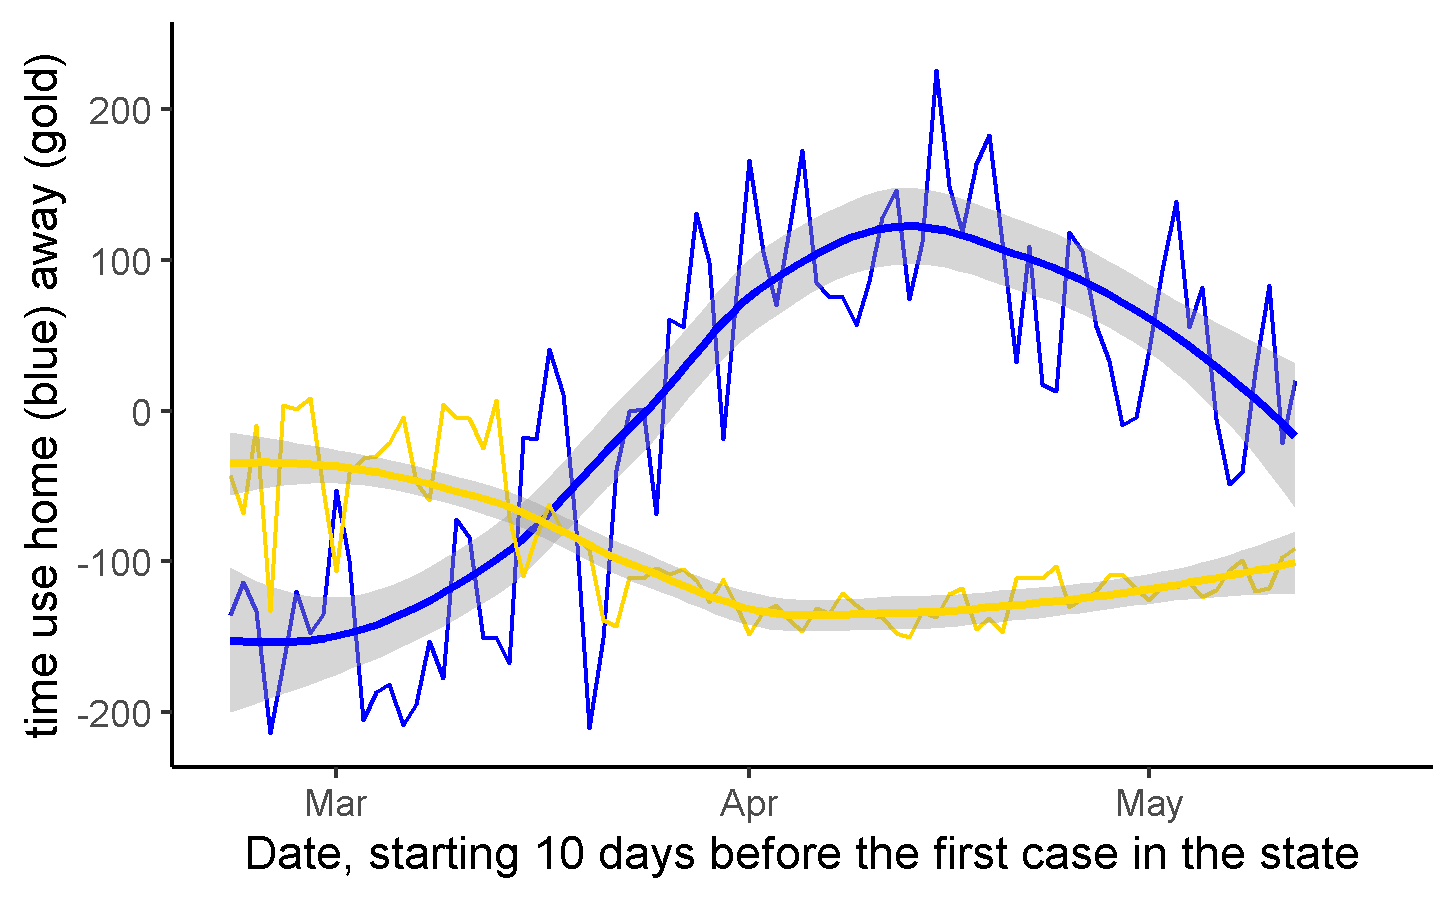 time use home (blue) away (gold)
200
100
0
-100
-200
Mar
Apr
May
Date, starting 10 days before the first case in the state